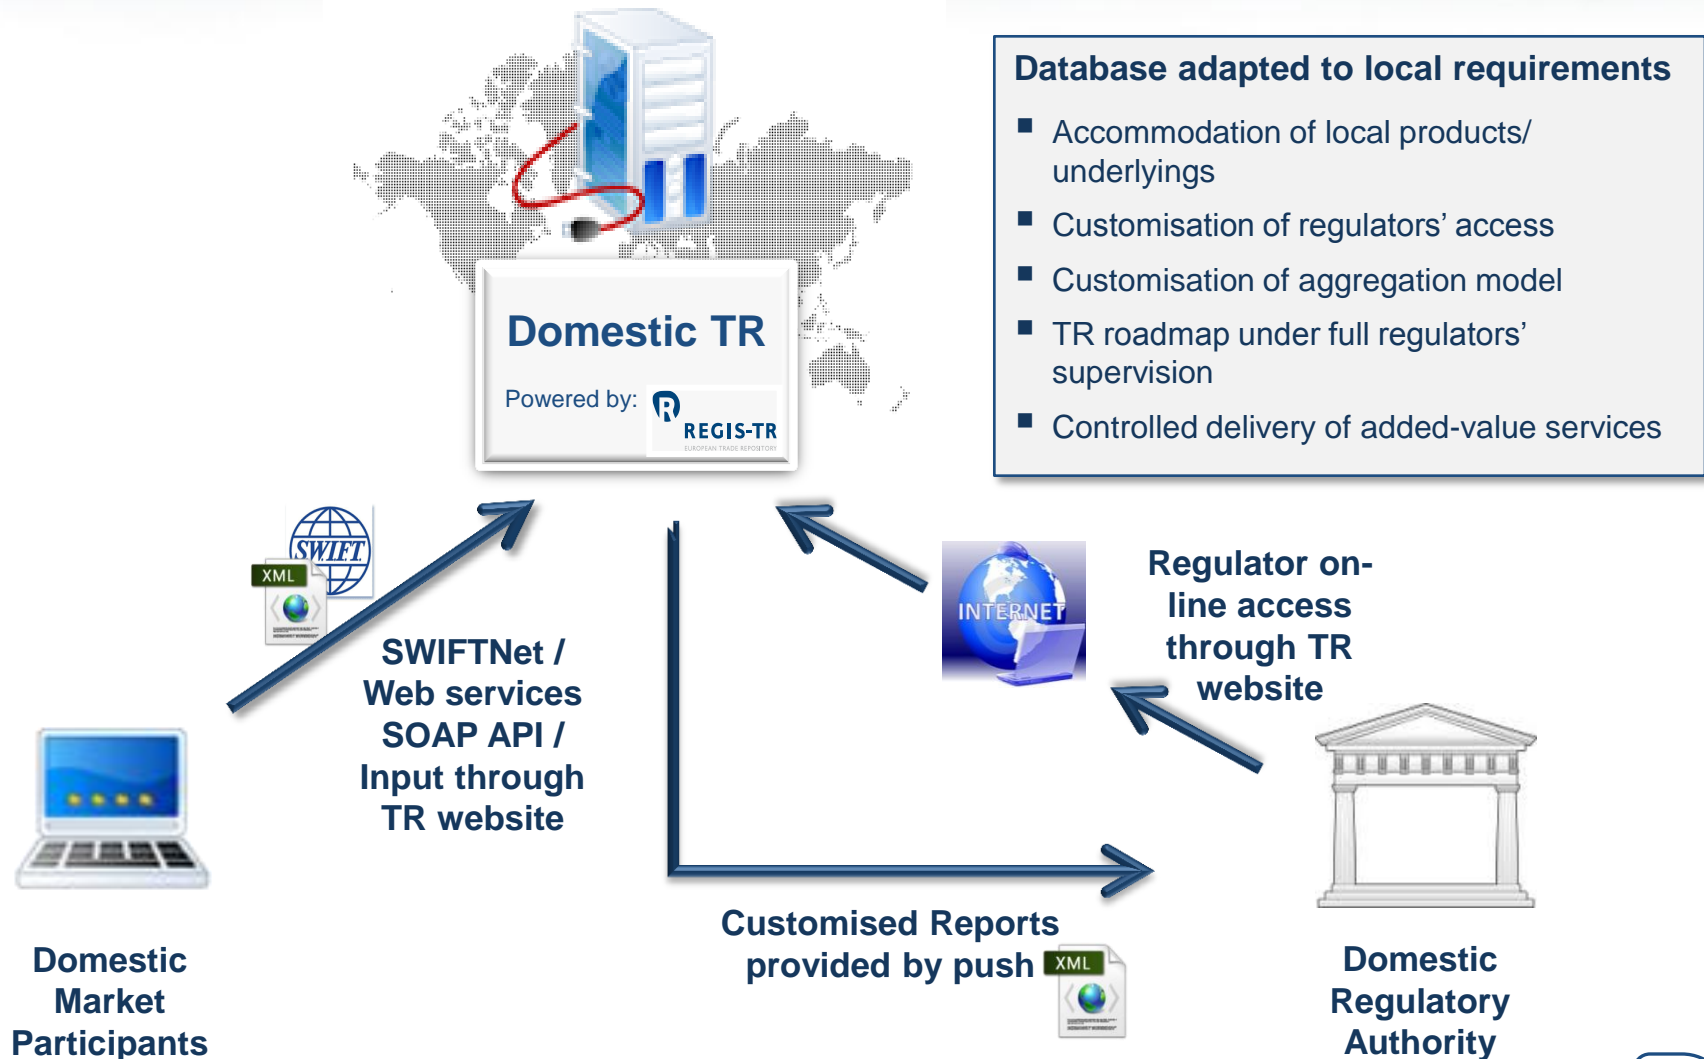 Database adapted to local requirements
Accommodation of local products/
underlyings
Customisation of regulators’ access
Customisation of aggregation model
TR roadmap under full regulators’
supervision
Controlled delivery of added-value services
Domestic TR
Powered by:
R
REGIS-TR
EUROPEAN TRADE REPOSITORY
SWIFT
XML
SWIFTNet /
Web services
SOAP API /
Input through
TR website
INTERNET
Regulator on-
line access
through TR
website
Customised Reports
provided by push
XML
Domestic
Market
Participants
Domestic
Regulatory
Authority